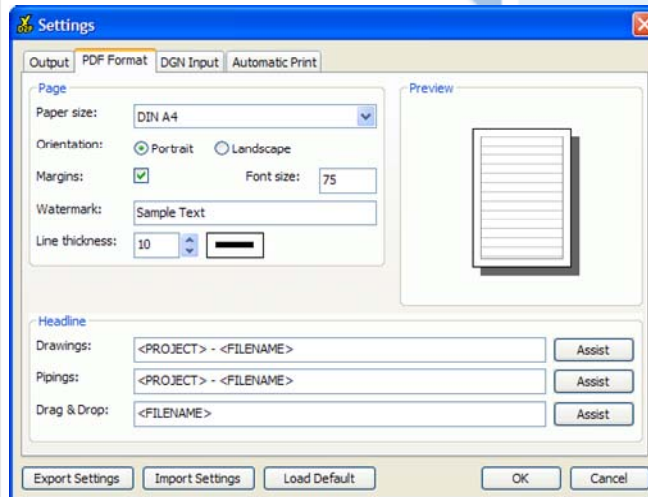 Settings
Output PDF Format DGN Input Automatic Print
Page
Paper size: DIN A4
Orientation: Portrait Landscape
Margins: Font size: 75
Watermark: Sample Text
Line thickness: 10
Preview
Headline
Drawings: <PROJECT> - <FILENAME> Assist
Pipings: <PROJECT> - <FILENAME> Assist
Drag & Drop: <FILENAME> Assist
Export Settings Import Settings Load Default OK Cancel